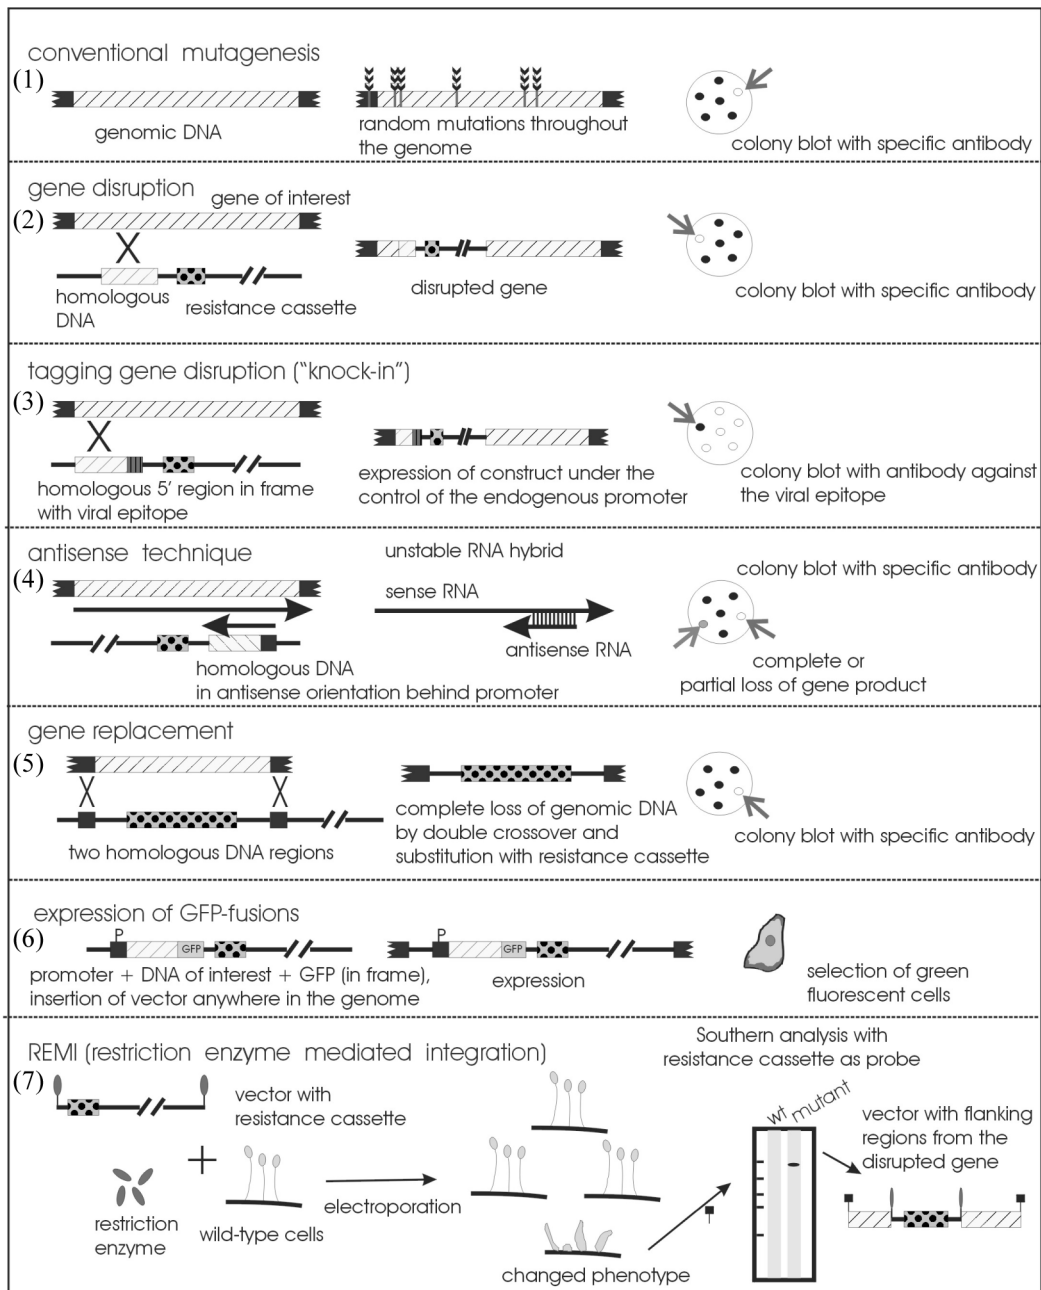 conventional mutagenesis
(1)
genomic DNA
random mutations throughout
the genome
colony blot with specific antibody
gene disruption
(2)
gene of interest
homologous
DNA
resistance cassette
disrupted gene
colony blot with specific antibody
tagging gene disruption (“knock-in”)
(3)
homologous 5’ region in frame
with viral epitope
expression of construct under the
control of the endogenous promoter
colony blot with antibody against
the viral epitope
antisense technique
(4)
homologous DNA
in antisense orientation behind promoter
unstable RNA hybrid
sense RNA
antisense RNA
colony blot with specific antibody
complete or
partial loss of gene product
gene replacement
(5)
two homologous DNA regions
complete loss of genomic DNA
by double crossover and
substitution with resistance cassette
colony blot with specific antibody
expression of GFP-fusions
(6)
P
GFP
promoter + DNA of interest + GFP (in frame),
insertion of vector anywhere in the genome
P
GFP
expression
selection of green
fluorescent cells
REMI (restriction enzyme mediated integration)
(7)
vector with
resistance cassette
restriction
enzyme
wild-type cells
electroporation
changed phenotype
Southern analysis with
resistance cassette as probe
wt
mutant
vector with flanking
regions from the
disrupted gene